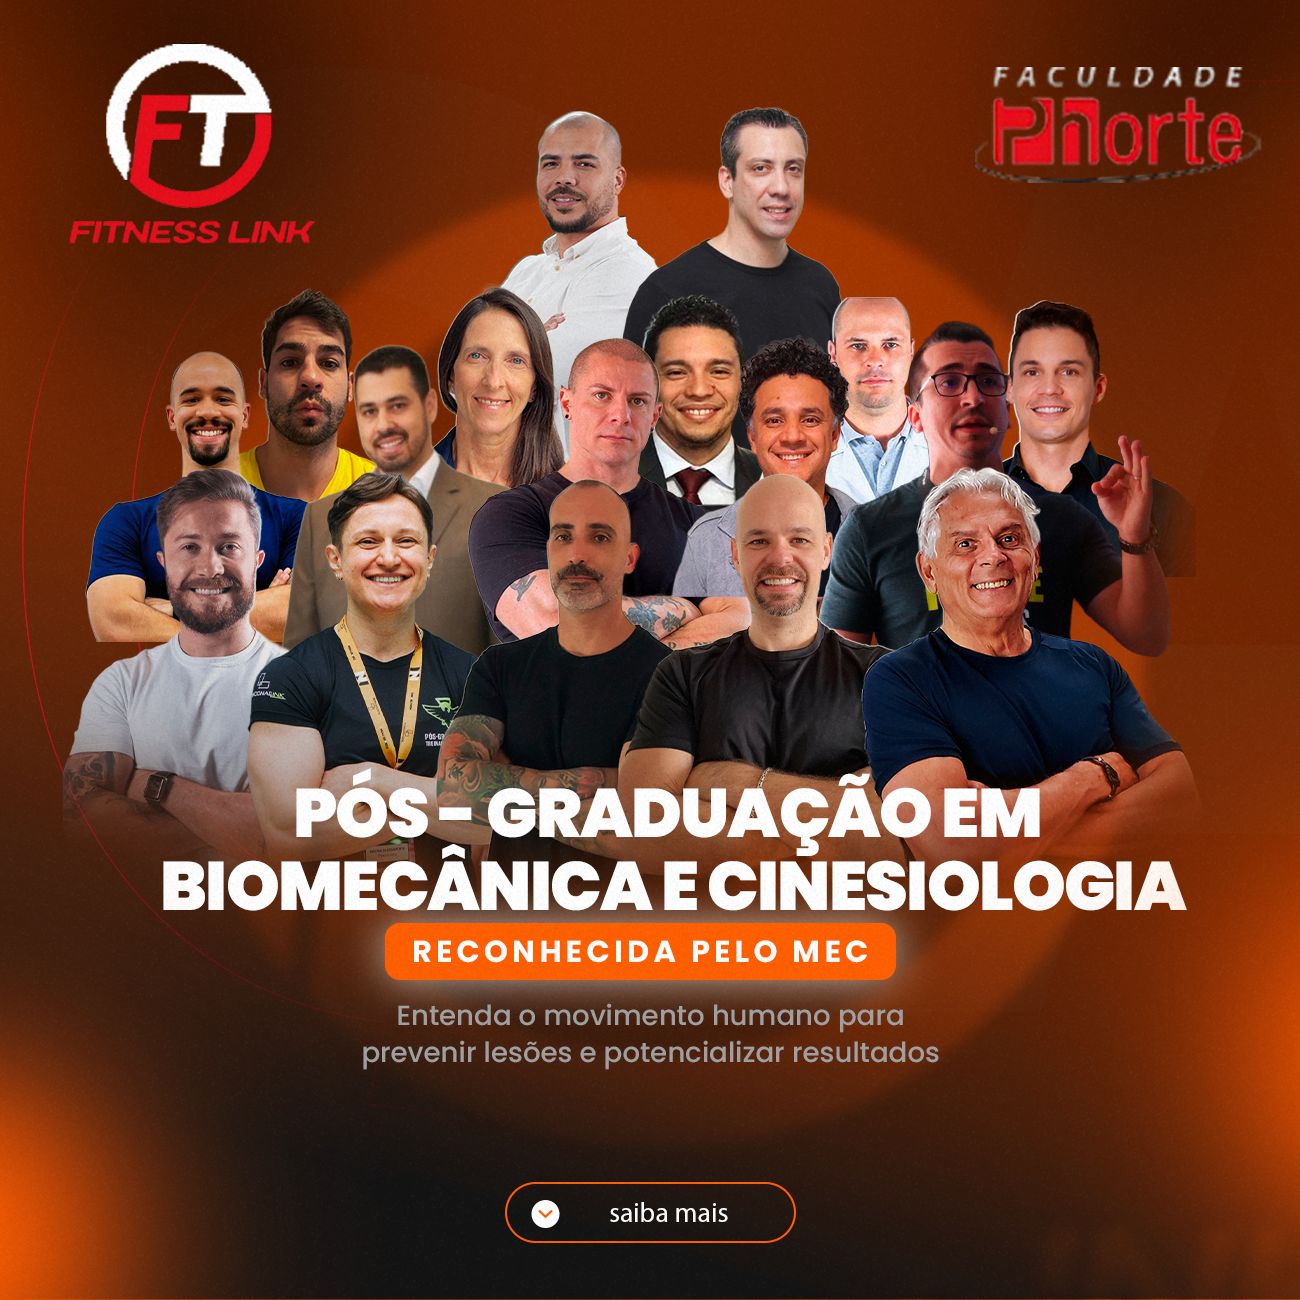 FT
FITNESS LINK
FACULDADE
Phorte
PÓS - GRADUAÇÃO EM
BIOMECÂNICA E CINESIOLOGIA
RECONHECIDA PELO MEC
Entenda o movimento humano para
prevenir lesões e potencializar resultados
saiba mais